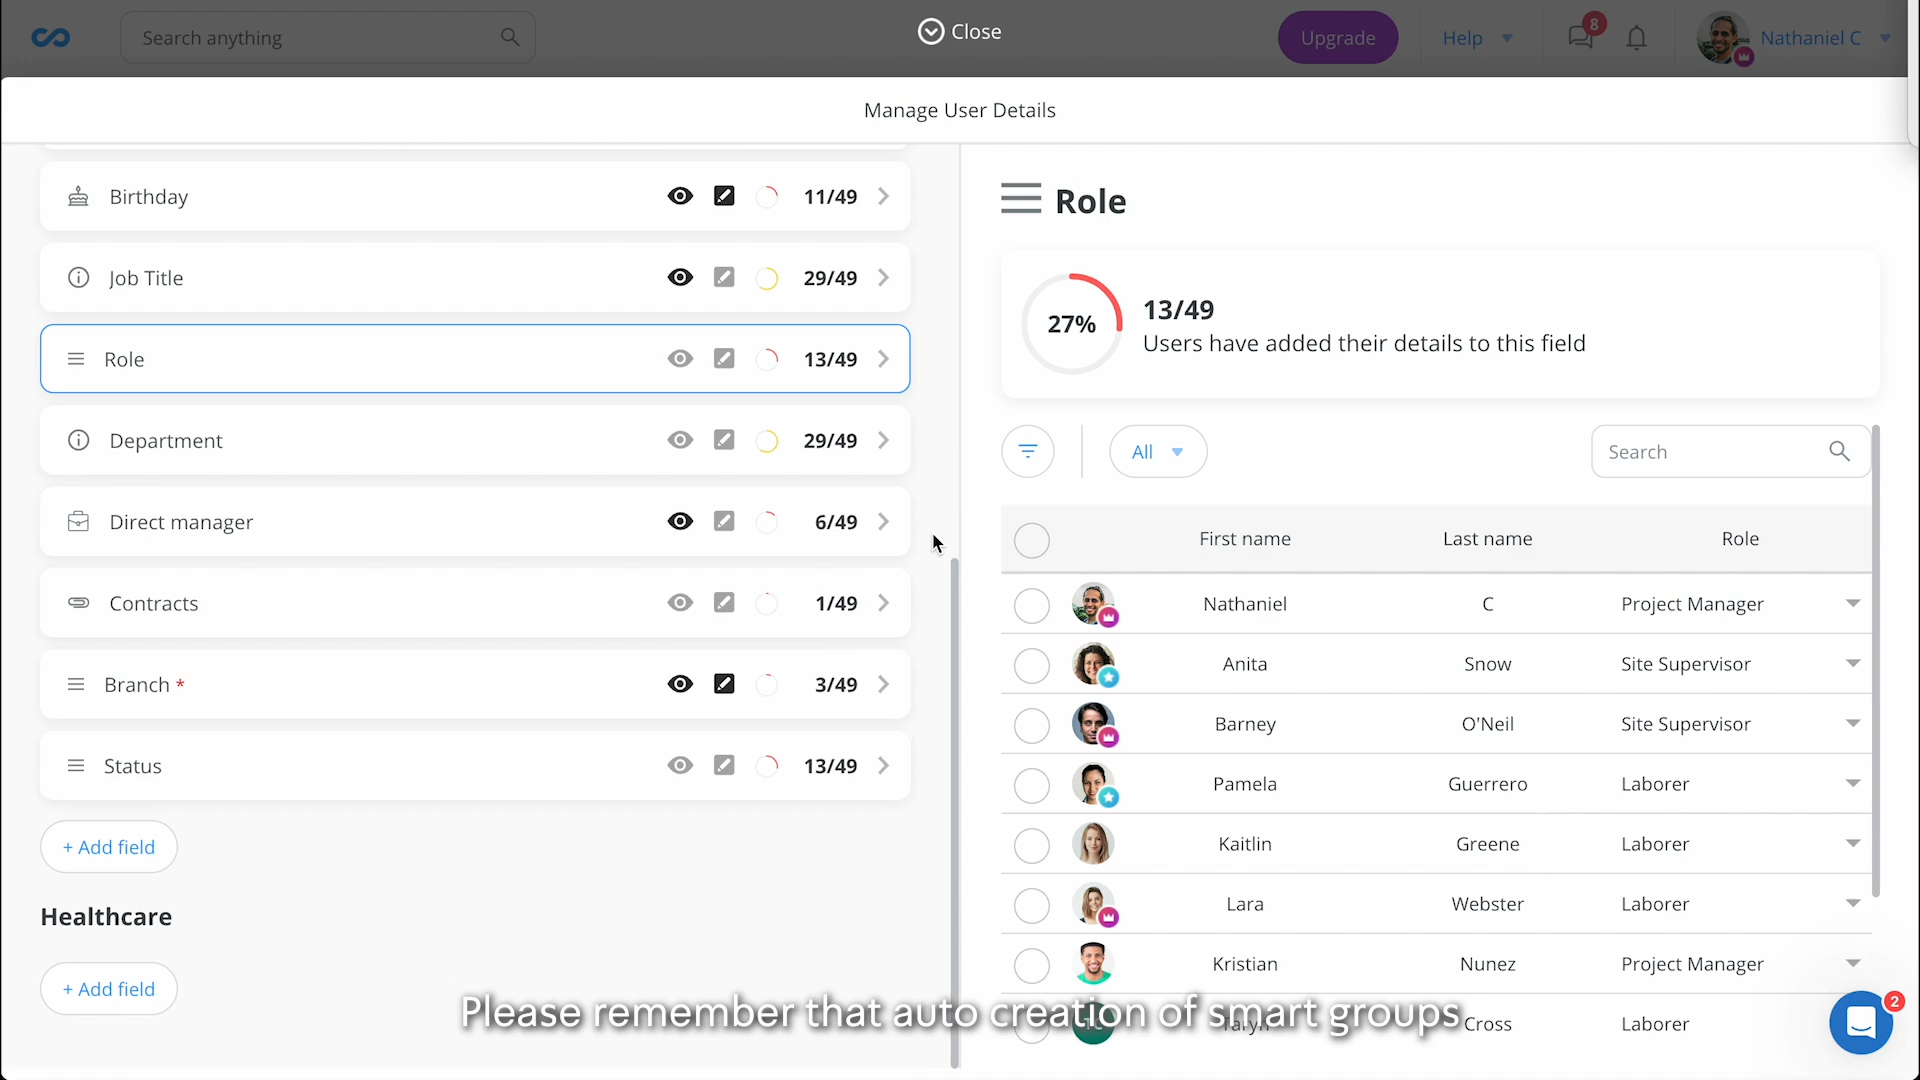 Search anything
Close
Upgrade
Help
8
Nathaniel C
Manage User Details
Birthday
11/49
Job Title
29/49
Role
13/49
Department
29/49
Direct manager
6/49
Contracts
1/49
Branch *
3/49
Status
13/49
+ Add field
Healthcare
+ Add field
Role
27%
13/49
Users have added their details to this field
All
Search
First name Last name Role
Nathaniel C Project Manager
Anita Snow Site Supervisor
Barney O'Neil Site Supervisor
Pamela Guerrero Laborer
Kaitlin Greene Laborer
Lara Webster Laborer
Kristian Nunez Project Manager
Cross Laborer
2
Please remember that auto creation of smart groups